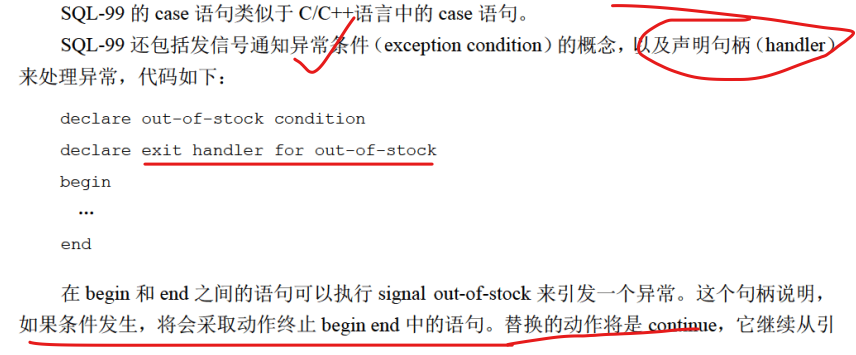 SQL-99 的 case 语句类似于 C/C++语言中的 case 语句。
SQL-99 还包括发信号通知异常条件（exception condition）的概念，以及声明句柄（handler）
来处理异常，代码如下：
declare out-of-stock condition
declare exit handler for out-of-stock
begin
…
end
在 begin 和 end 之间的语句可以执行 signal out-of-stock 来引发一个异常。这个句柄说明，
如果条件发生，将会采取动作终止 begin end 中的语句。替换的动作将是 continue，它继续从引